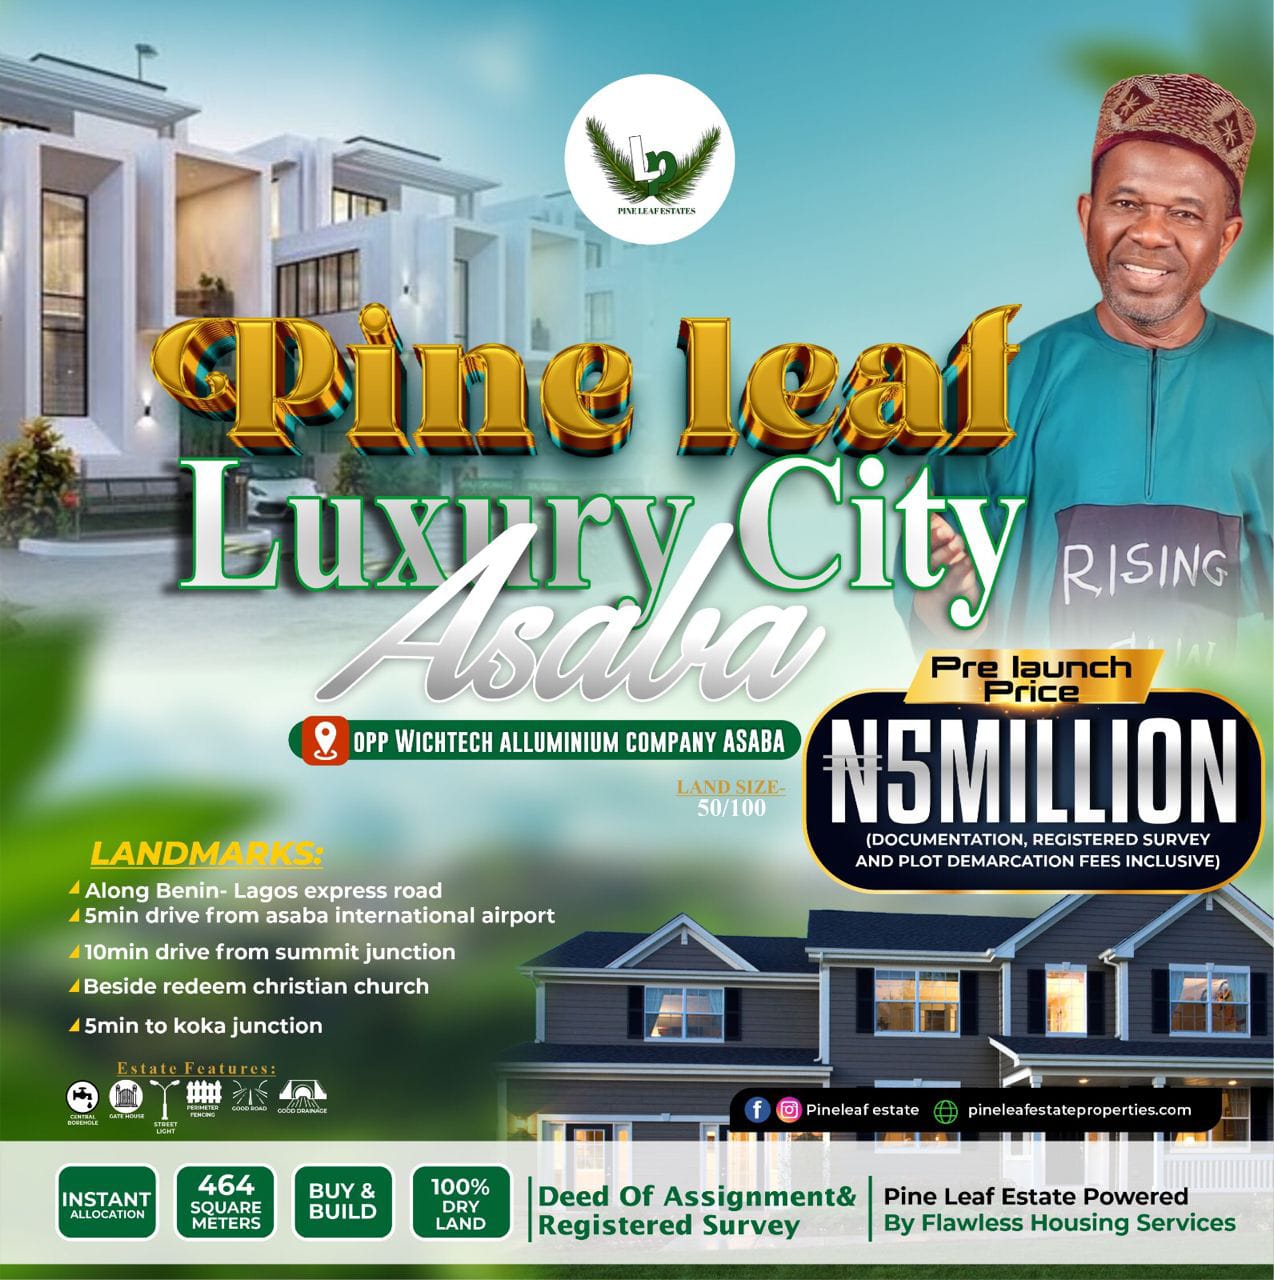 Lp
PINE LEAF ESTATES
Pine leaf
Luxury City
Asaba
RISING
OPP WICHTECH ALLUMINIUM COMPANY ASABA
LAND SIZE-
50/100
Pre launch
Price
₦5MILLION
(DOCUMENTATION, REGISTERED SURVEY
AND PLOT DEMARCATION FEES INCLUSIVE)
LANDMARKS:
Along Benin- Lagos express road
5min drive from asaba international airport
10min drive from summit junction
Beside redeem christian church
5min to koka junction
Estate Features:
CENTRAL
BOREHOLE
GATE HOUSE
STREET
LIGHT
PERIMETER
FENCING
GOOD ROAD
GOOD DRAINAGE
Pineleaf estate
pineleafestateproperties.com
INSTANT
ALLOCATION
464
SQUARE
METERS
BUY &
BUILD
100%
DRY
LAND
Deed Of Assignment&
Registered Survey
Pine Leaf Estate Powered
By Flawless Housing Services